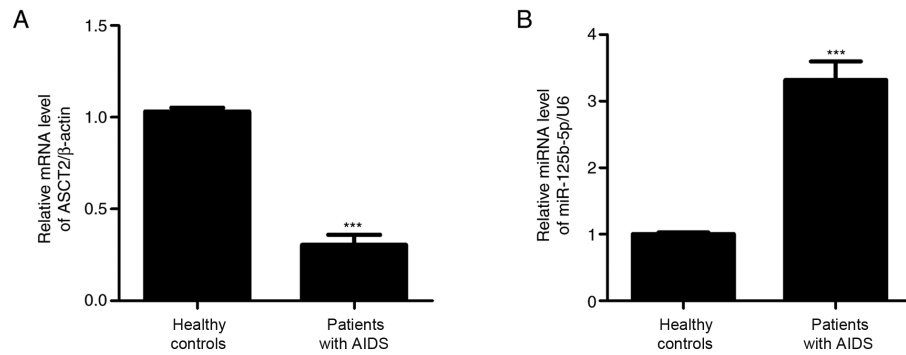 A
Relative mRNA level
of ASCT2/β-actin
1.5
1.0
0.5
0.0
***
Healthy
controls
Patients
with AIDS
B
Relative miRNA level
of miR-125b-5p/U6
4
3
2
1
0
***
Healthy
controls
Patients
with AIDS